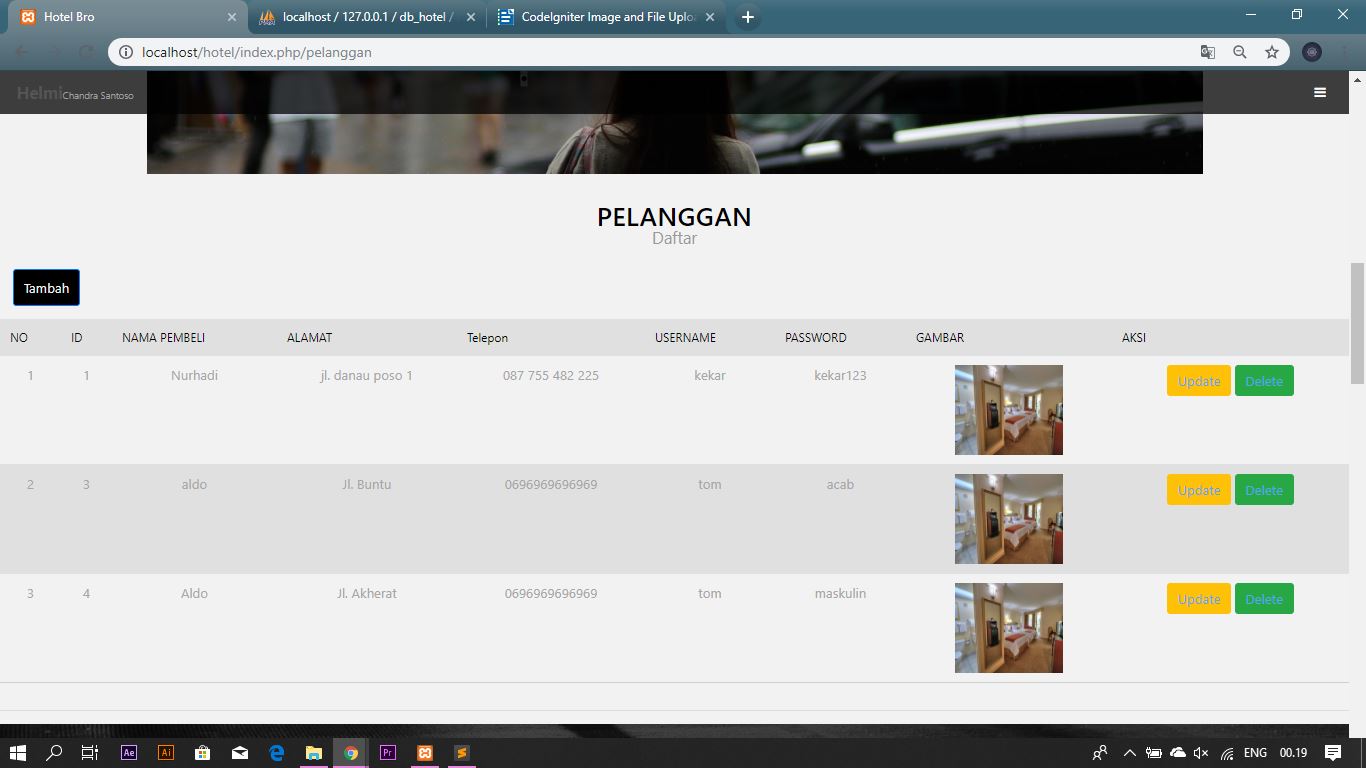 Hotel Bro
localhost / 127.0.0.1 / db_hotel /
CodeIgniter Image and File Uplo
localhost/hotel/index.php/pelanggan
Helmi Chandra Santoso
PELANGGAN
Daftar
Tambah
NO ID NAMA PEMBELI ALAMAT Telepon USERNAME PASSWORD GAMBAR AKSI
1 1 Nurhadi jl. danau poso 1 087 755 482 225 kekar kekar123 Update Delete
2 3 aldo Jl. Buntu 0696969696969 tom acab Update Delete
3 4 Aldo Jl. Akherat 0696969696969 tom maskulin Update Delete
Ae Ai Pr ENG 00.19